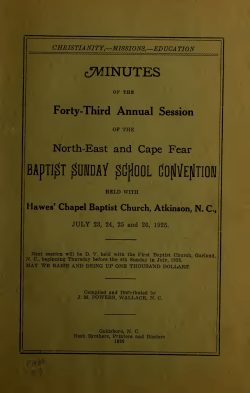 CHRISTIANITY,—MISSIONS,—EDUCATION
MINUTES
OF THE
Forty-Third Annual Session
OF THE
North-East and Cape Fear
BAPTIST SUNDAY SCHOOL CONVENTION
HELD WITH
Hawes' Chapel Baptist Church, Atkinson, N. C.,
JULY 23, 24, 25 and 26, 1925.
Next session will be D. V. held with the First Baptist Church, Garland,
N. C., beginning Thursday before the 4th Sunday in July,
MAY WE RAISE AND BRING UP ONE THOUSAND DOLLARS
Compiled and Distributed by
J. M. POWERS, WALLACE, N. C.
Goldsboro, N. C.
Nash Brothers, Printers and Binders